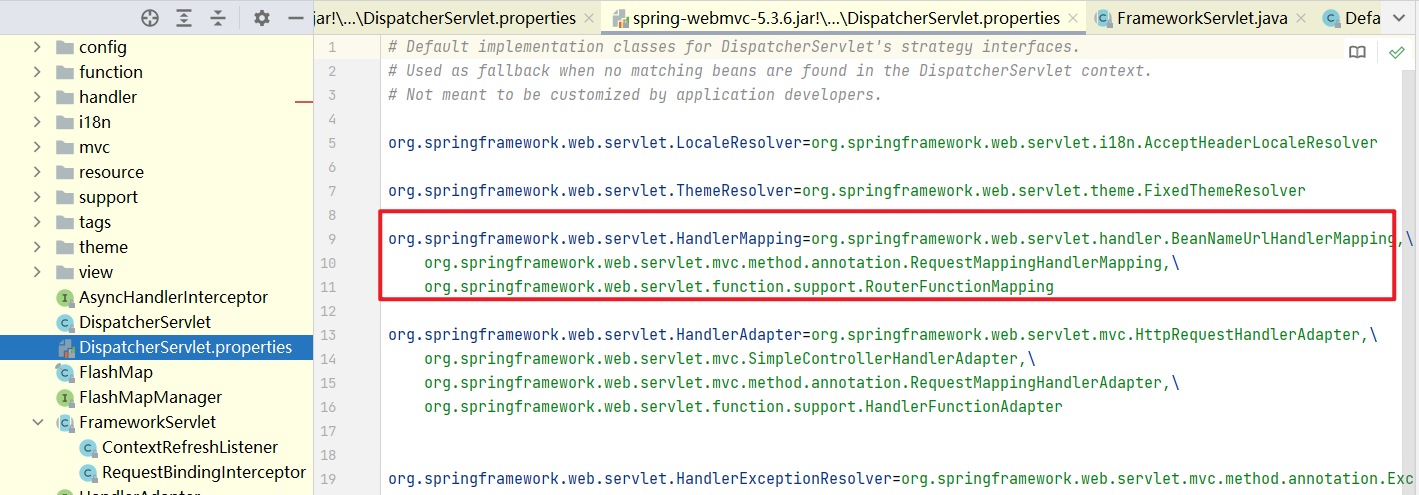 jar!\...\DispatcherServlet.properties
spring-webmvc-5.3.6.jar!\...\DispatcherServlet.properties
FrameworkServlet.java
Defa
config
function
handler
i18n
mvc
resource
support
tags
theme
view
AsyncHandlerInterceptor
DispatcherServlet
DispatcherServlet.properties
FlashMap
FlashMapManager
FrameworkServlet
ContextRefreshListener
RequestBindingInterceptor
HandlerAdapter
1 # Default implementation classes for DispatcherServlet's strategy interfaces.
2 # Used as fallback when no matching beans are found in the DispatcherServlet context.
3 # Not meant to be customized by application developers.
4
5 org.springframework.web.servlet.LocaleResolver=org.springframework.web.servlet.i18n.AcceptHeaderLocaleResolver
6
7 org.springframework.web.servlet.ThemeResolver=org.springframework.web.servlet.theme.FixedThemeResolver
8
9 org.springframework.web.servlet.HandlerMapping=org.springframework.web.servlet.handler.BeanNameUrlHandlerMapping,\
10 org.springframework.web.servlet.mvc.method.annotation.RequestMappingHandlerMapping,\
11 org.springframework.web.servlet.function.support.RouterFunctionMapping
12
13 org.springframework.web.servlet.HandlerAdapter=org.springframework.web.servlet.mvc.HttpRequestHandlerAdapter,\
14 org.springframework.web.servlet.mvc.SimpleControllerHandlerAdapter,\
15 org.springframework.web.servlet.mvc.method.annotation.RequestMappingHandlerAdapter,\
16 org.springframework.web.servlet.function.support.HandlerFunctionAdapter
17
18
19 org.springframework.web.servlet.HandlerExceptionResolver=org.springframework.web.servlet.mvc.method.annotation.Exc